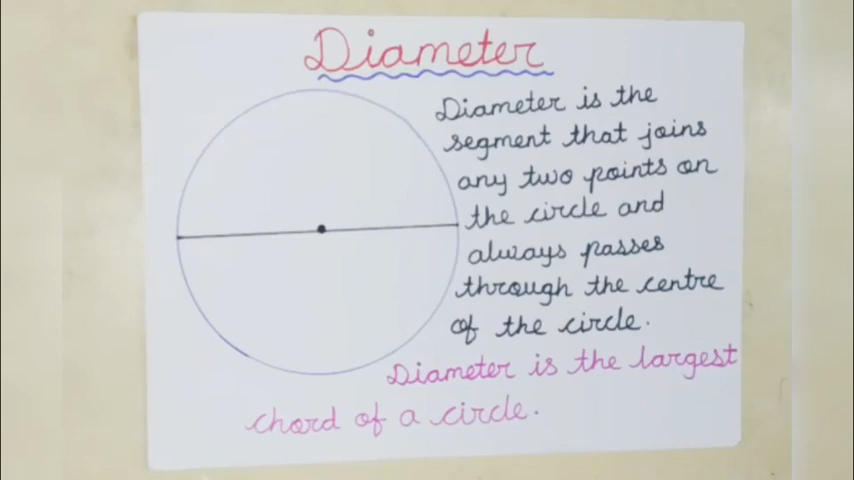 Diameter
Diameter is the
segment that joins
any two points on
the circle and
always passes
through the centre
of the circle.
Diameter is the largest
chord of a circle.